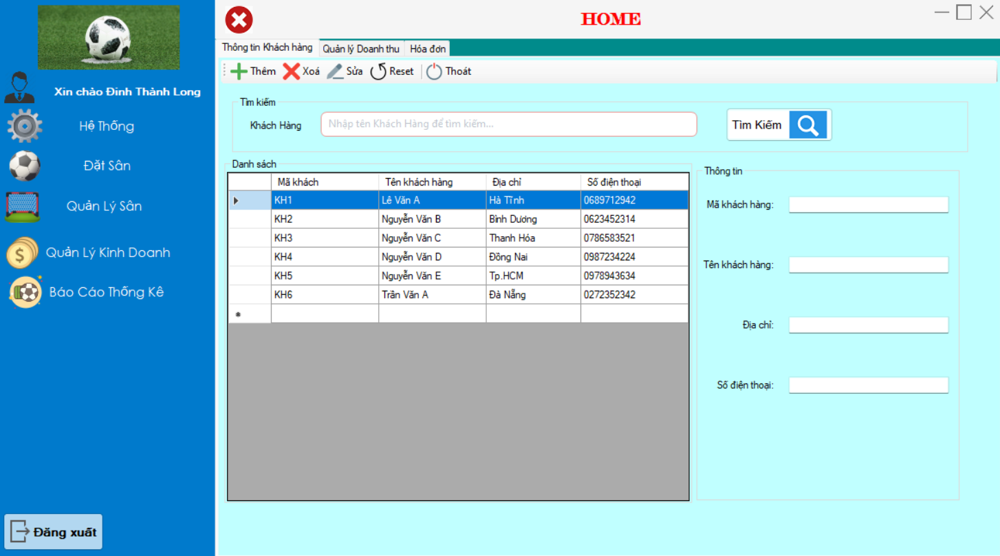 HOME
Xin chào Đinh Thành Long
Hệ Thống
Đặt Sân
Quản Lý Sân
Quản Lý Kinh Doanh
Báo Cáo Thống Kê
Đăng xuất
Thông tin Khách hàng Quản lý Doanh thu Hóa đơn
Thêm Xoá Sửa Reset Thoát
Tìm kiếm
Khách Hàng Nhập tên Khách Hàng để tìm kiếm... Tìm Kiếm
Danh sách
Mã khách Tên khách hàng Địa chỉ Số điện thoại
KH1 Lê Văn A Hà Tĩnh 0689712942
KH2 Nguyễn Văn B Bình Dương 0623452314
KH3 Nguyễn Văn C Thanh Hóa 0786583521
KH4 Nguyễn Văn D Đồng Nai 0987234224
KH5 Nguyễn Văn E Tp.HCM 0978943634
KH6 Trần Văn A Đà Nẵng 0272352342
Thông tin
Mã khách hàng:
Tên khách hàng:
Địa chỉ:
Số điện thoại: